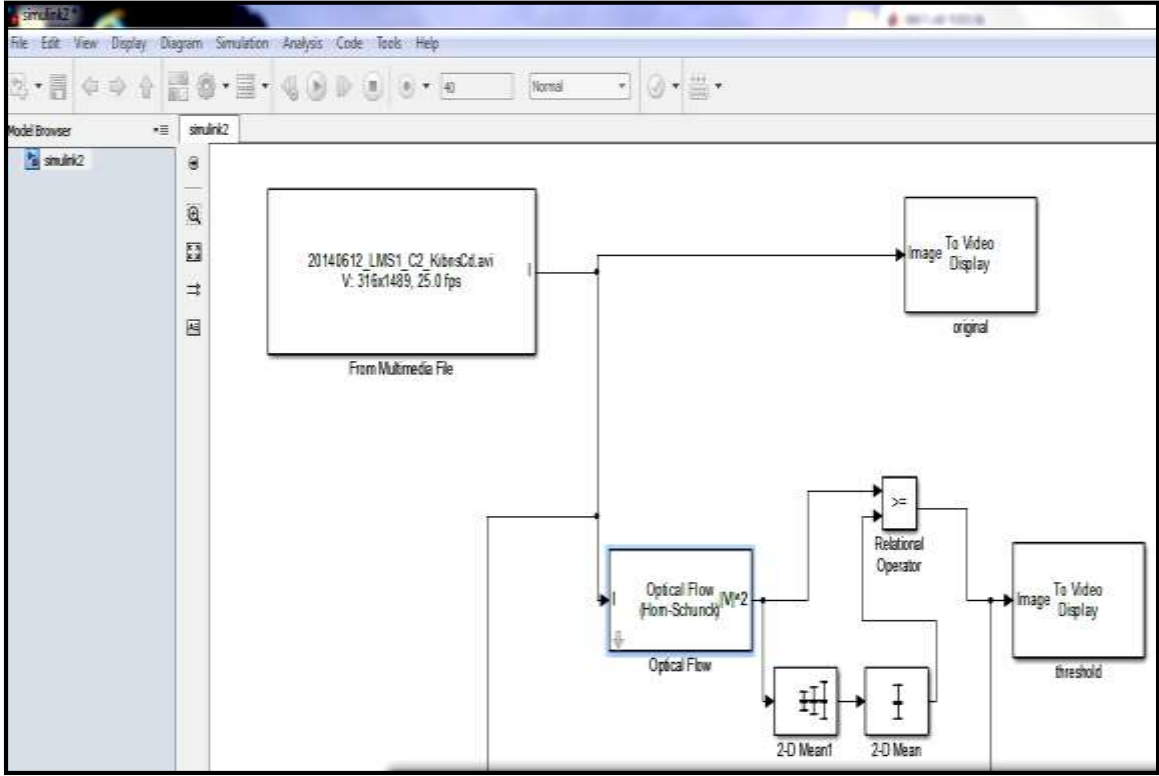 simulink2*
File Edit View Display Diagram Simulation Analysis Code Tools Help
40 Normal
Model Browser
simulink2
simulink2
20140612_LMS1_C2_KibrisCd.avi
V: 316x1489, 25.0 fps
I
From Multimedia File
Image To Video
Display
original
>=
Relational
Operator
I Optical Flow
(Horn-Schunck) |V|^2
Optical Flow
Image To Video
Display
threshold
2-D Mean1
2-D Mean